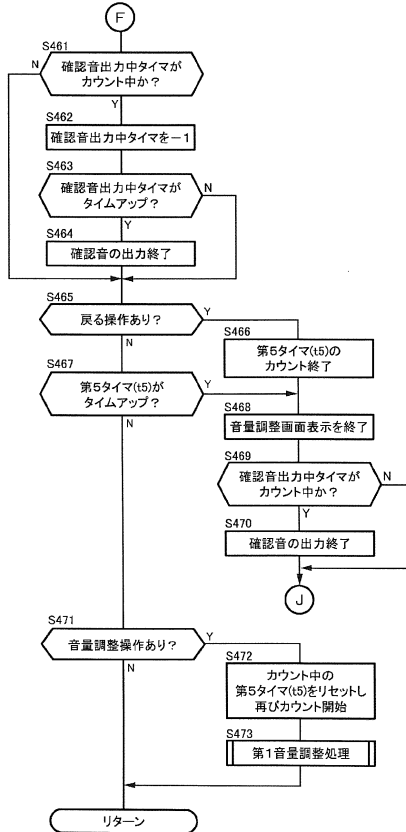 F
S461
確認音出力中タイマが
カウント中か？
N
Y
S462
確認音出力中タイマを－１
S463
確認音出力中タイマが
タイムアップ？
N
Y
S464
確認音の出力終了
S465
戻る操作あり？
Y
N
S466
第５タイマ(t5)の
カウント終了
S467
第５タイマ(t5)が
タイムアップ？
Y
N
S468
音量調整画面表示を終了
S469
確認音出力中タイマが
カウント中か？
N
Y
S470
確認音の出力終了
J
S471
音量調整操作あり？
Y
N
S472
カウント中の
第５タイマ(t5)をリセットし
再びカウント開始
S473
第１音量調整処理
リターン